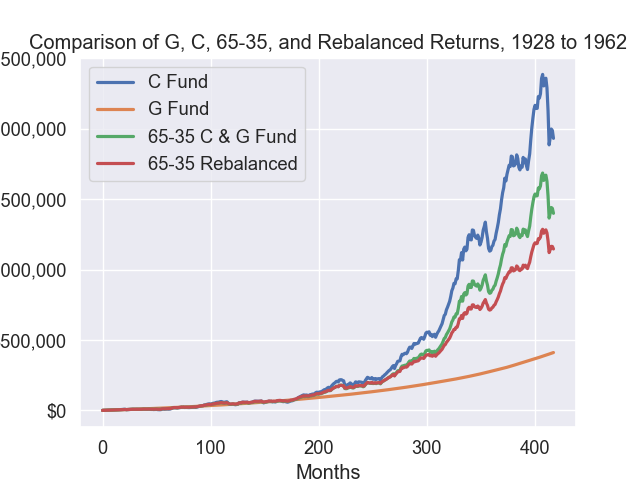 Comparison of G, C, 65-35, and Rebalanced Returns, 1928 to 1962
C Fund
G Fund
65-35 C & G Fund
65-35 Rebalanced
500,000
000,000
500,000
000,000
500,000
$0
0 100 200 300 400
Months